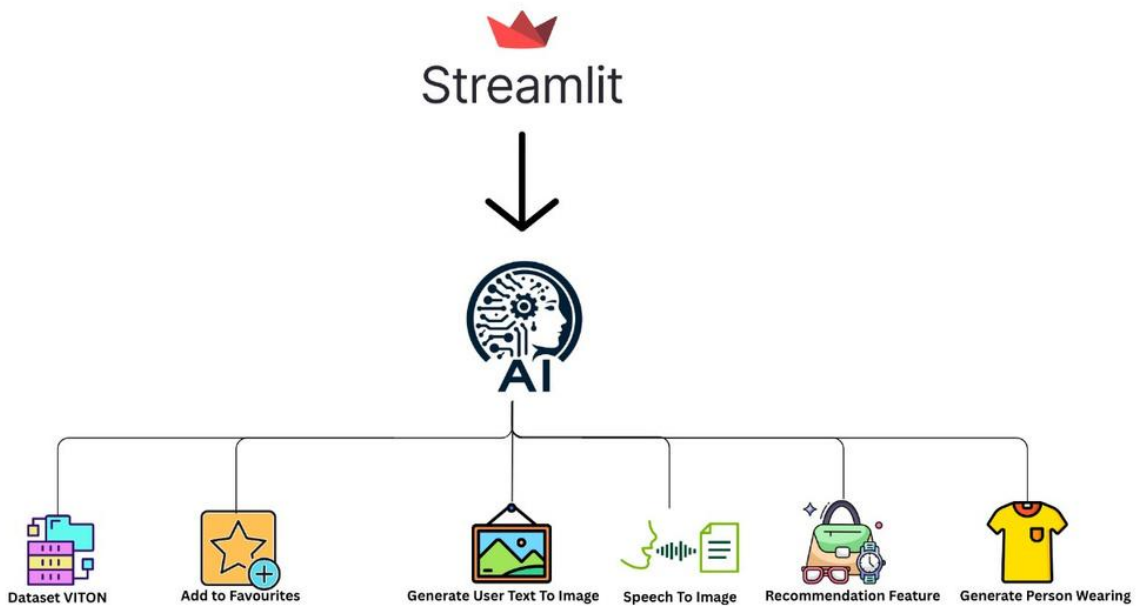 Streamlit
AI
Dataset VITON
Add to Favourites
Generate User Text To Image
Speech To Image
Recommendation Feature
Generate Person Wearing